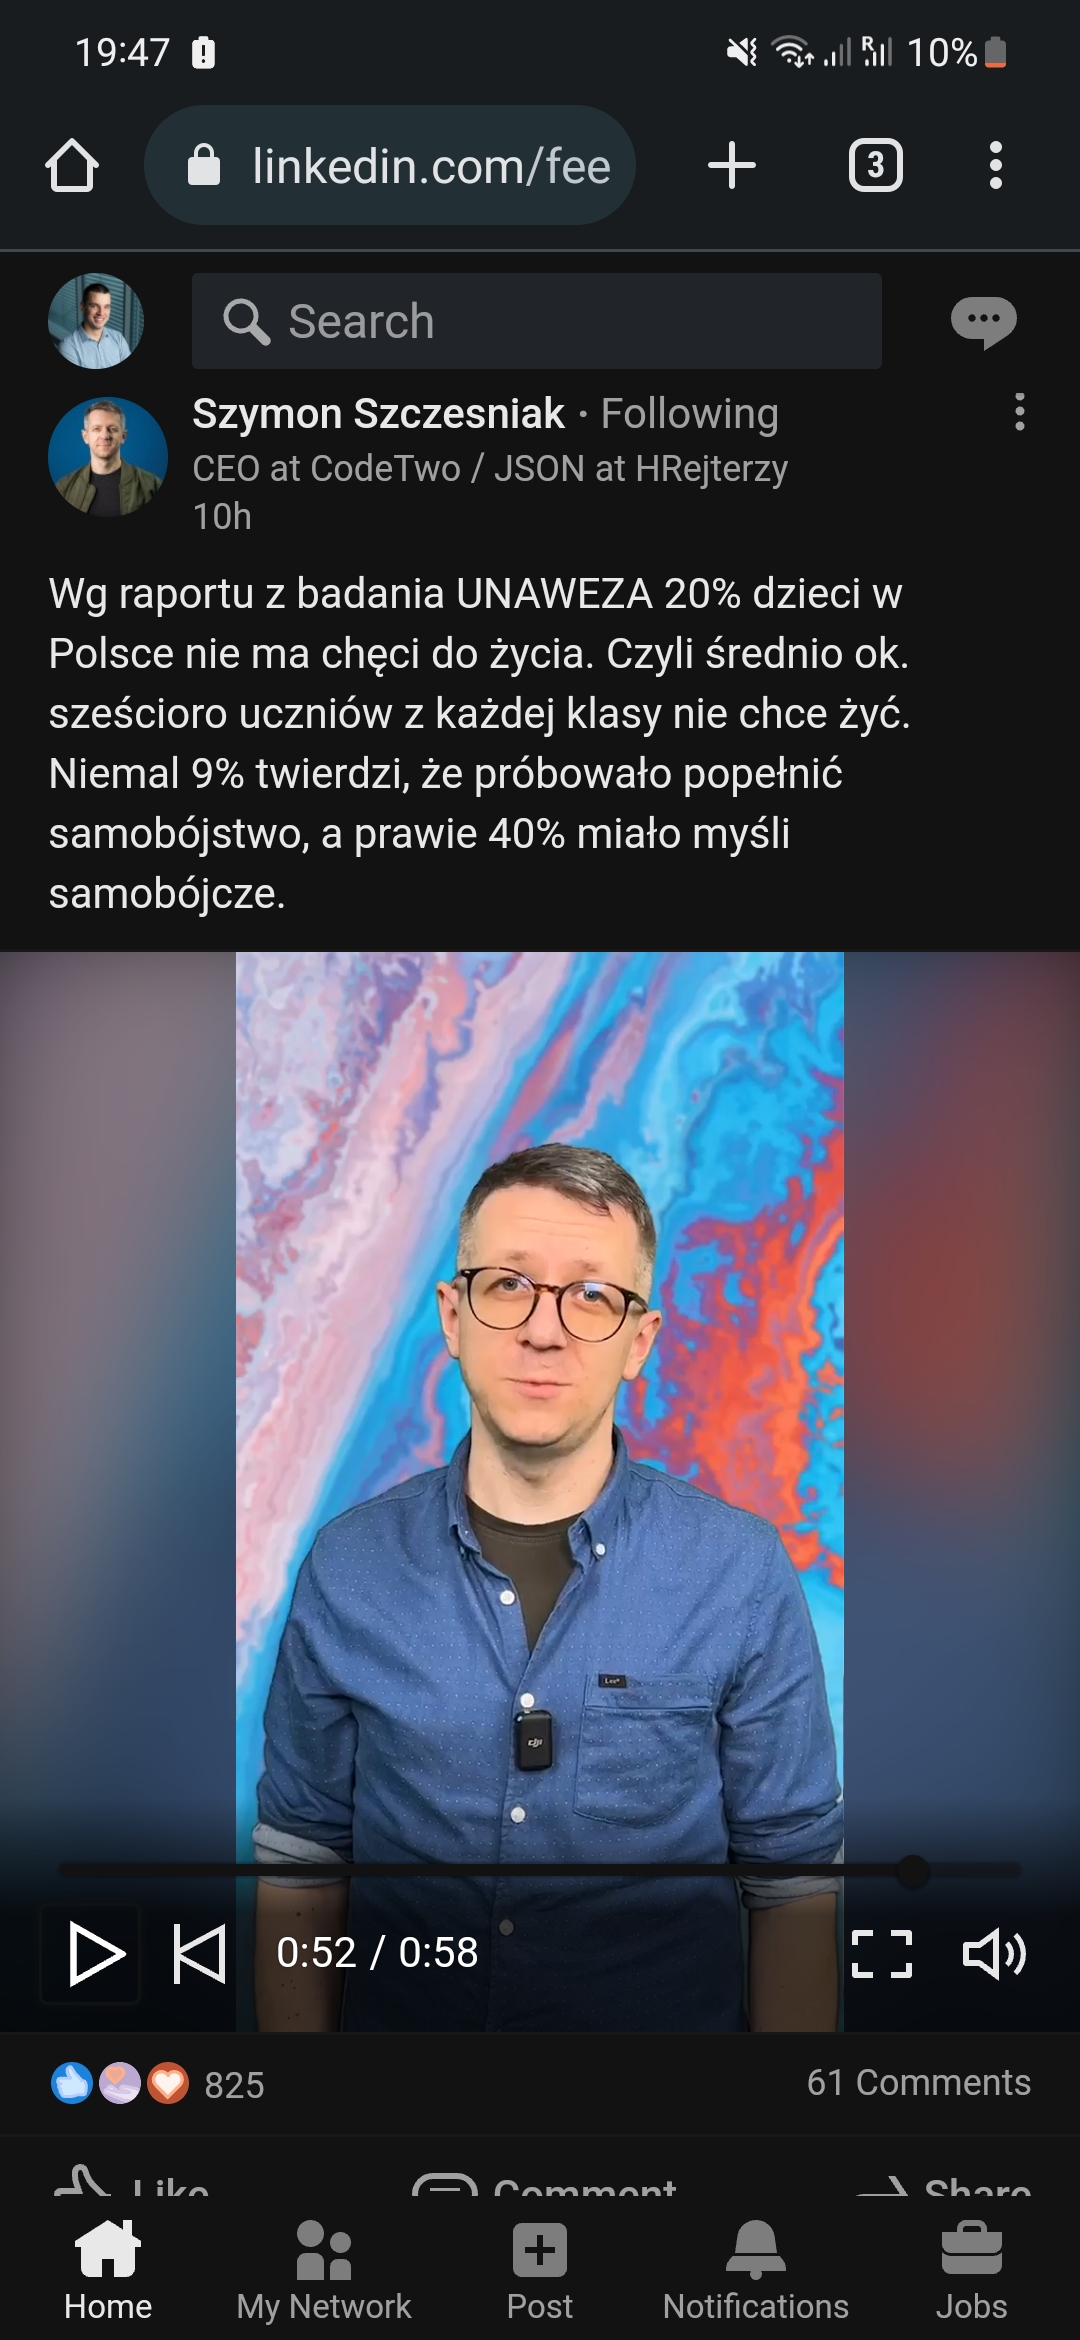 19:47
R
10%
linkedin.com/fee
3
Search
Szymon Szczesniak • Following
CEO at CodeTwo / JSON at HRejterzy
10h
Wg raportu z badania UNAWEZA 20% dzieci w
Polsce nie ma chęci do życia. Czyli średnio ok.
sześcioro uczniów z każdej klasy nie chce żyć.
Niemal 9% twierdzi, że próbowało popełnić
samobójstwo, a prawie 40% miało myśli
samobójcze.
Lee
dji
0:52 / 0:58
825
61 Comments
Like
Comment
Share
Home
My Network
Post
Notifications
Jobs